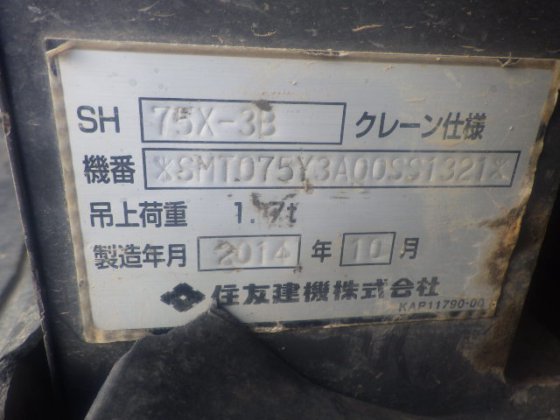 SH 75X-3B クレーン仕様
機番 *SMT075Y3A00SS1321*
吊上荷重 1.7t
製造年月 2014 年 10 月
住友建機株式会社
KAP11790-00